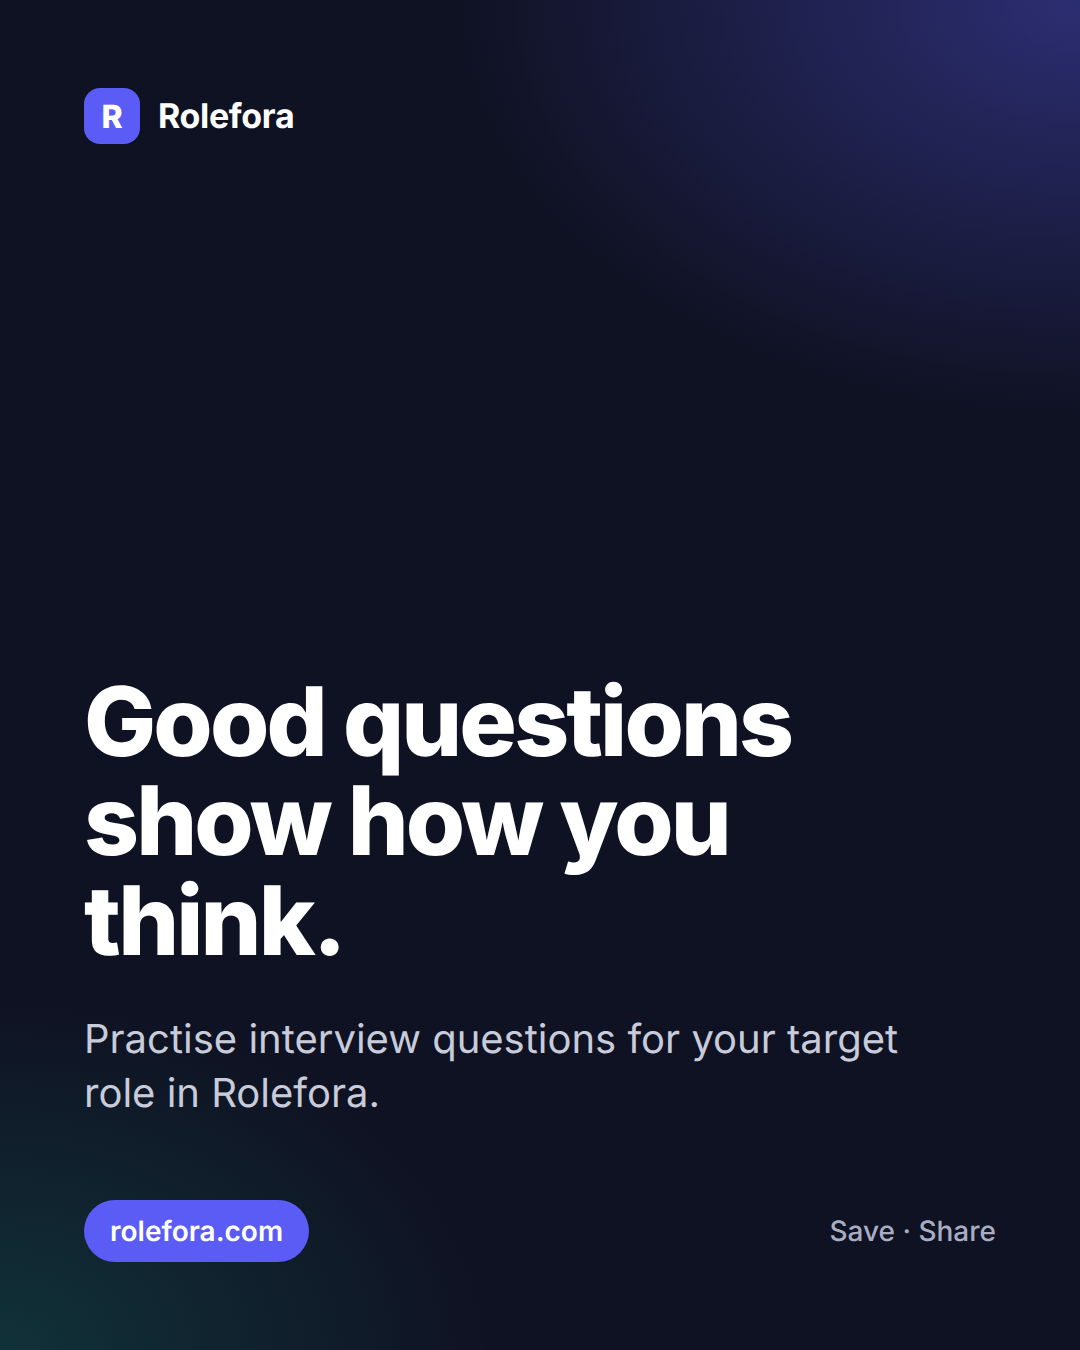 R Rolefora
Good questions
show how you
think.
Practise interview questions for your target
role in Rolefora.
rolefora.com
Save · Share